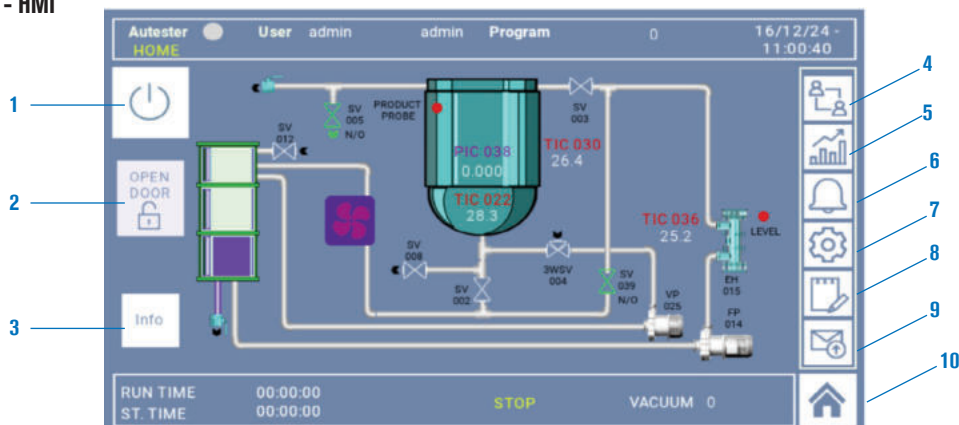 - HMI
Autester User admin admin Program 0 16/12/24 -
HOME 11:00:40
1
OPEN
DOOR
2
Info
3
SV
012
SV
005
N/O
PRODUCT
PROBE
PIC 038
0.000
TIC 022
28.3
TIC 030
26.4
SV
003
SV
008
SV
002
3WSV
004
SV
039
N/O
TIC 036
25.2
LEVEL
EH
015
VP
025
FP
014
4
5
6
7
8
9
10
RUN TIME 00:00:00
ST. TIME 00:00:00
STOP VACUUM 0